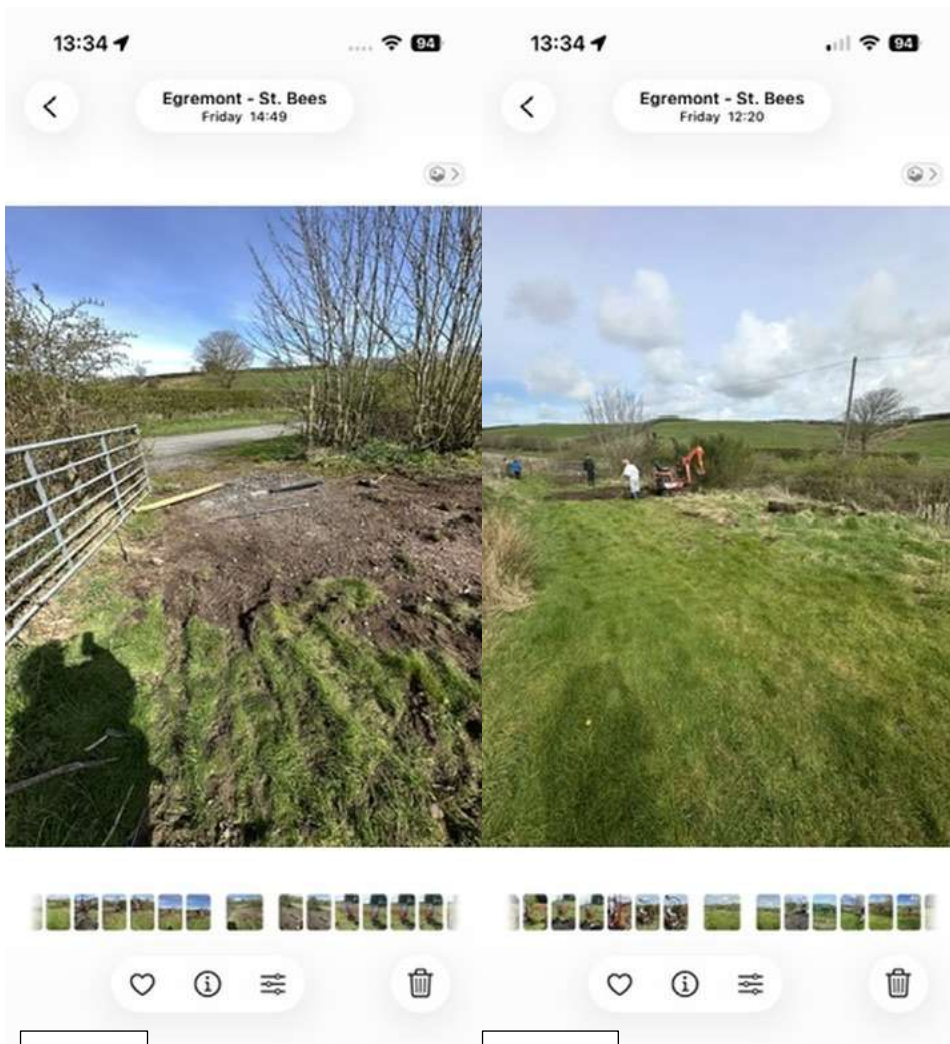 13:34
94
Egremont - St. Bees
Friday 14:49
13:34
94
Egremont - St. Bees
Friday 12:20